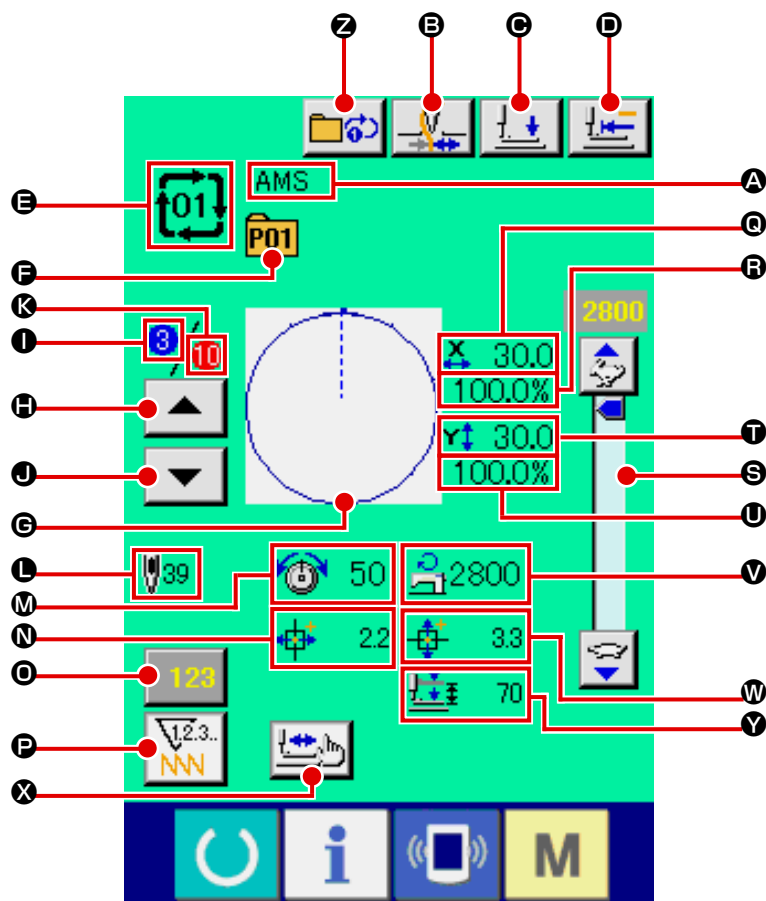 Z B C D
1
AMS A
E 01
Q
F P01
R
K
I 3 / 10 2800
X 30.0
100.0%
H
T
Y 30.0
S
J 100.0%
G U
L 39
M 50 2800 V
N 2.2 3.3
O 123 W
70
Y
P 1.2.3..
X
i M